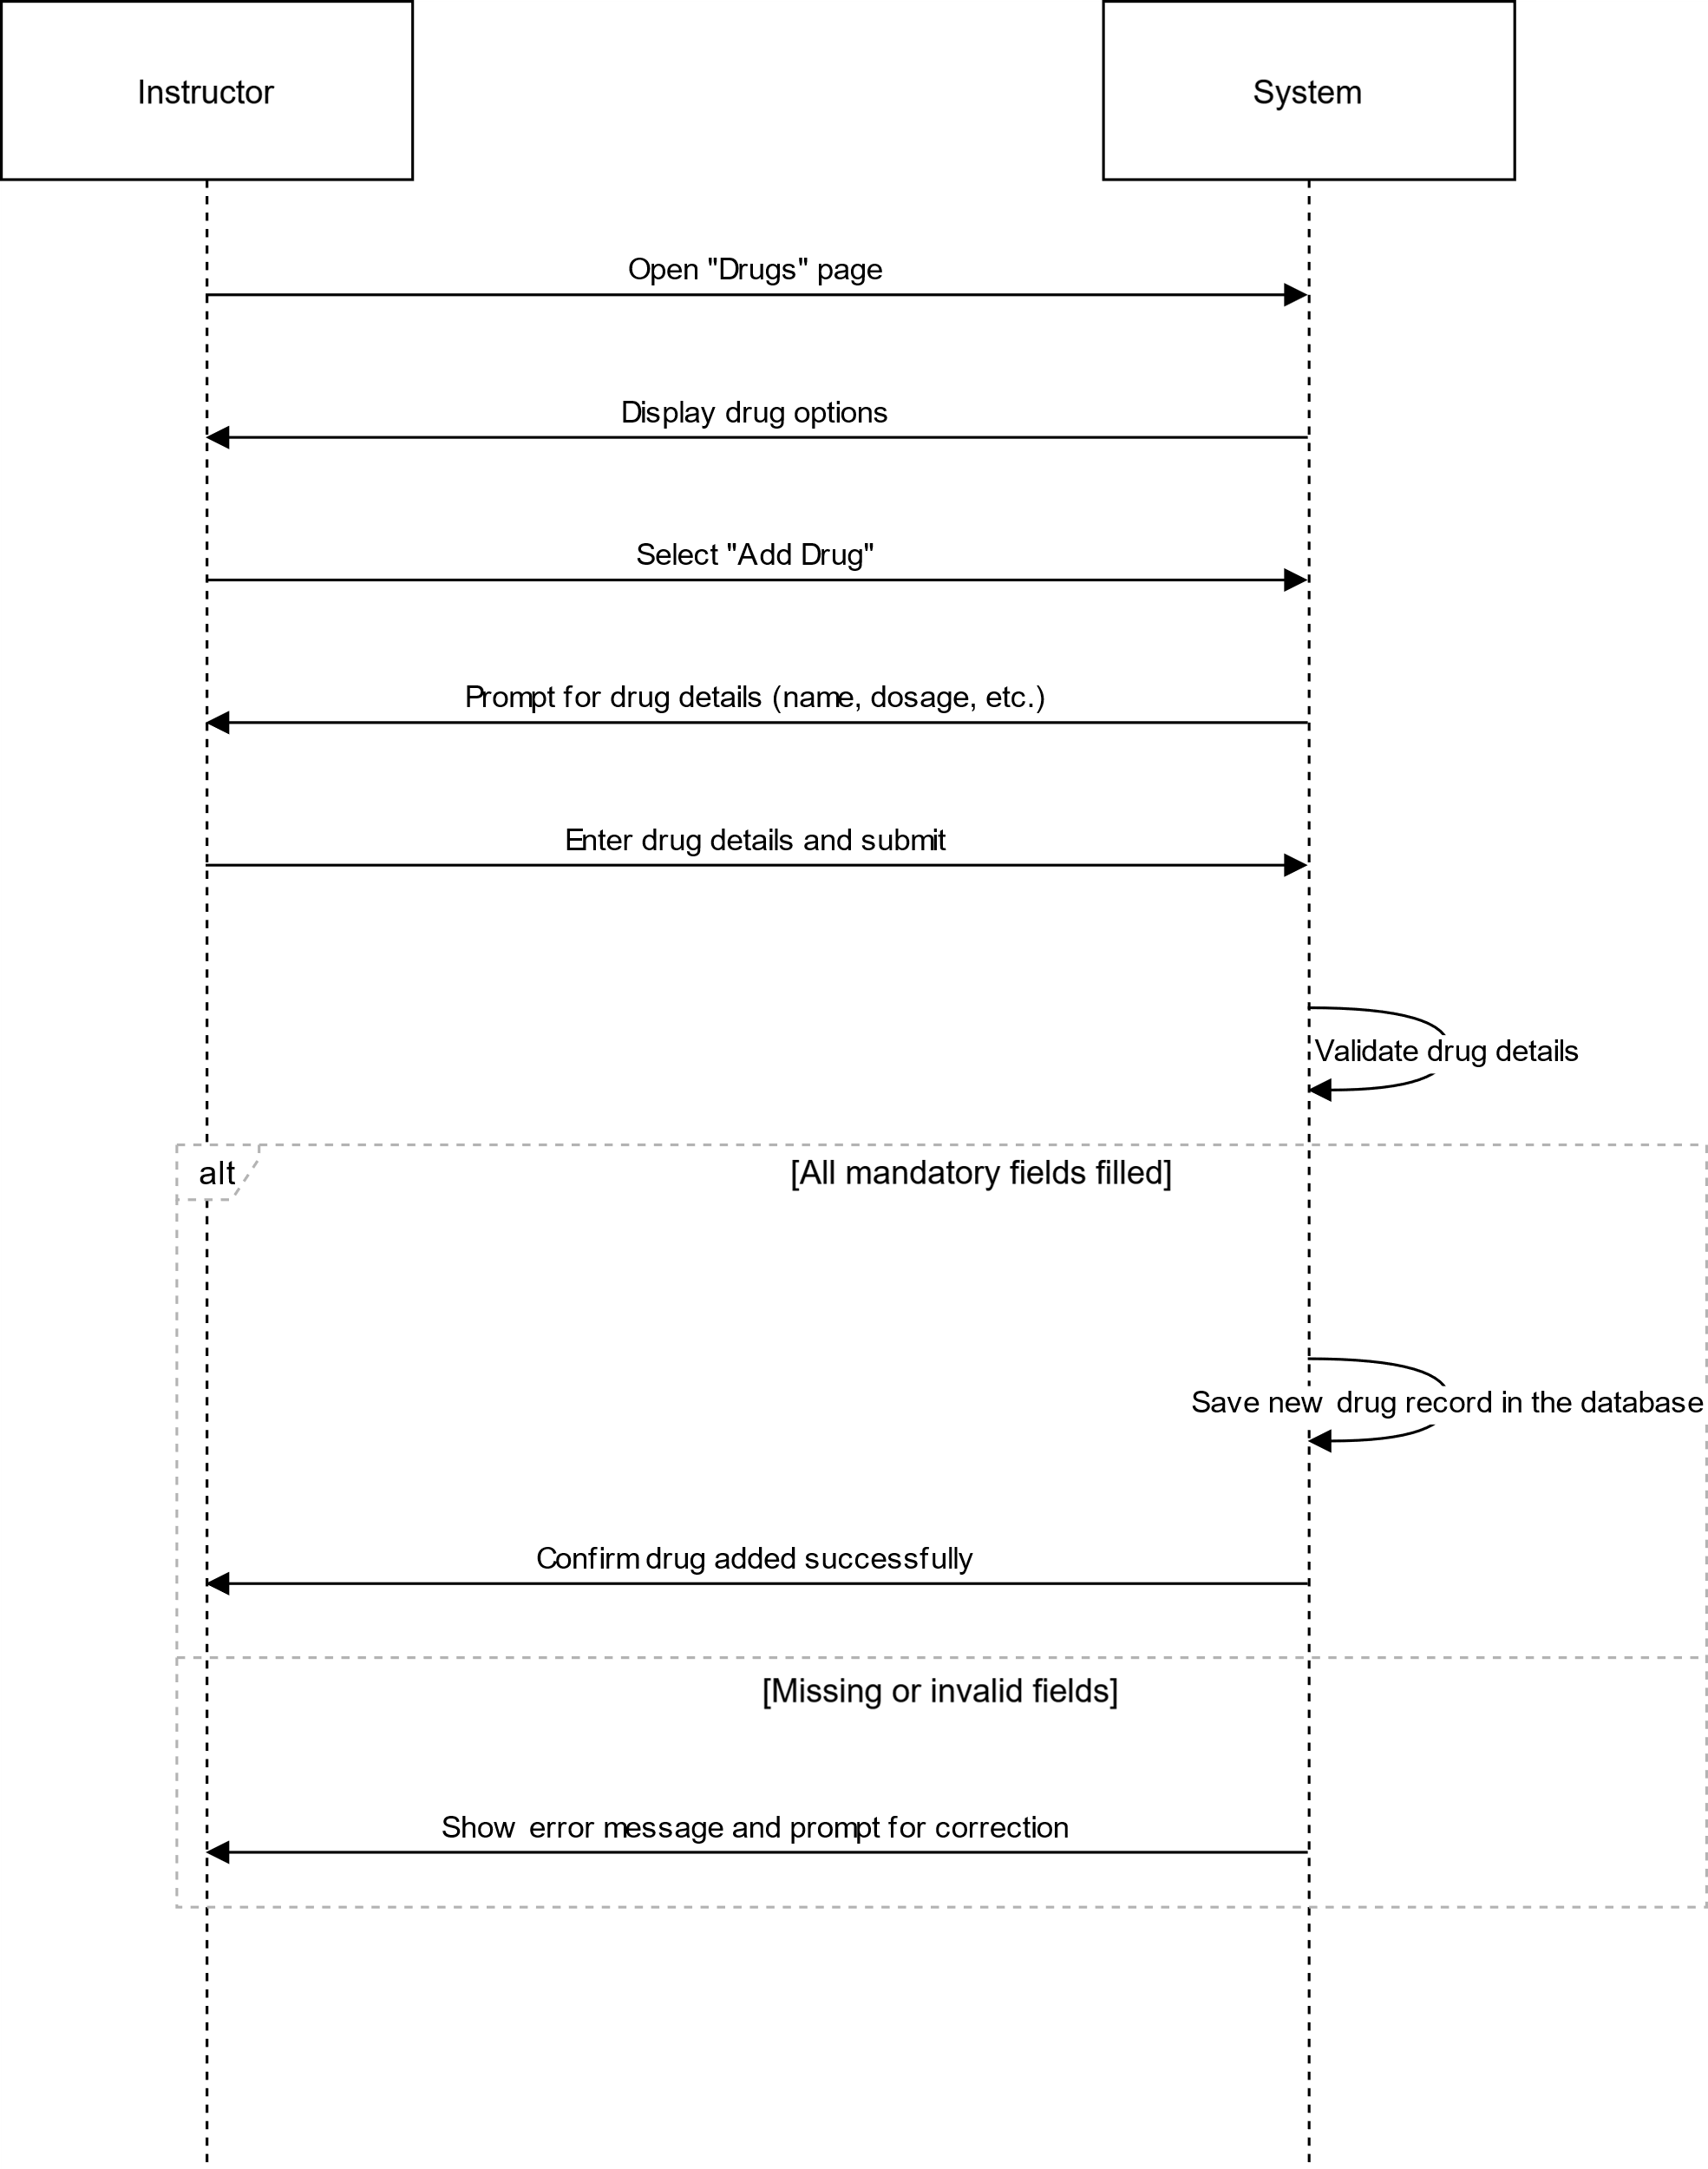 Instructor
System
Open "Drugs" page
Display drug options
Select "Add Drug"
Prompt for drug details (name, dosage, etc.)
Enter drug details and submit
Validate drug details
alt
[All mandatory fields filled]
Save new drug record in the database
Confirm drug added successfully
[Missing or invalid fields]
Show error message and prompt for correction